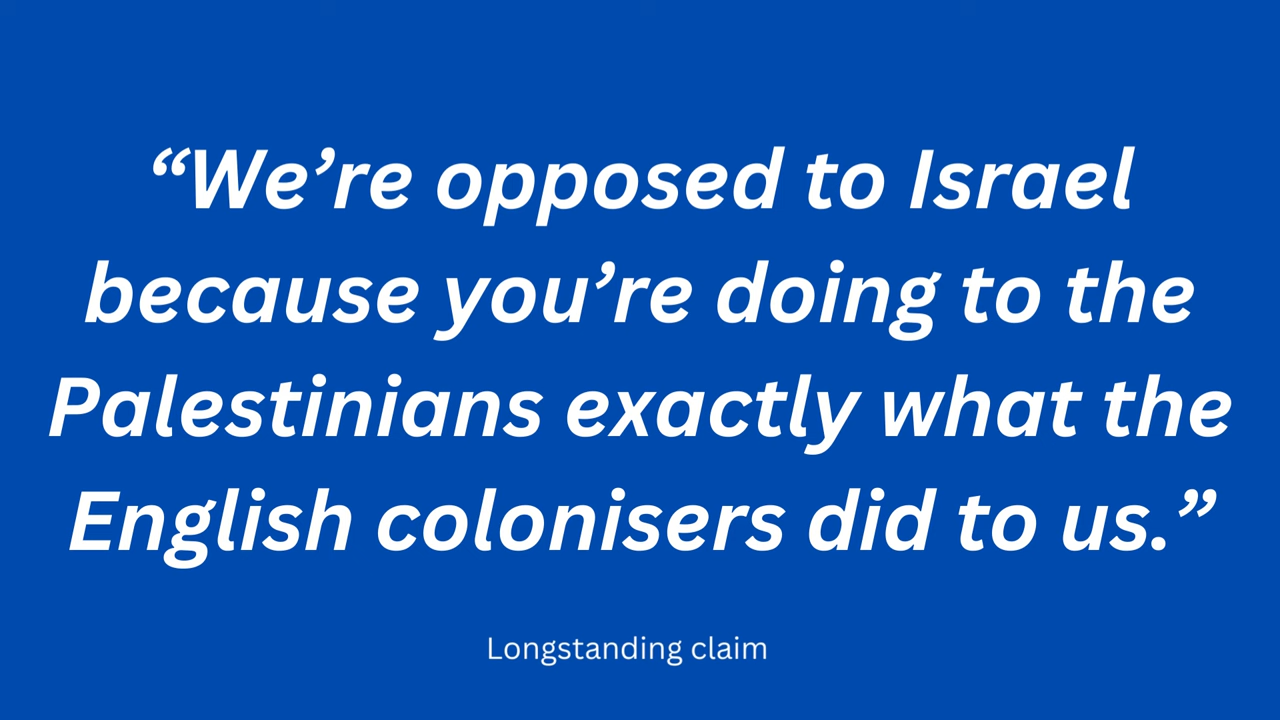 “We’re opposed to Israel
because you’re doing to the
Palestinians exactly what the
English colonisers did to us.”
Longstanding claim